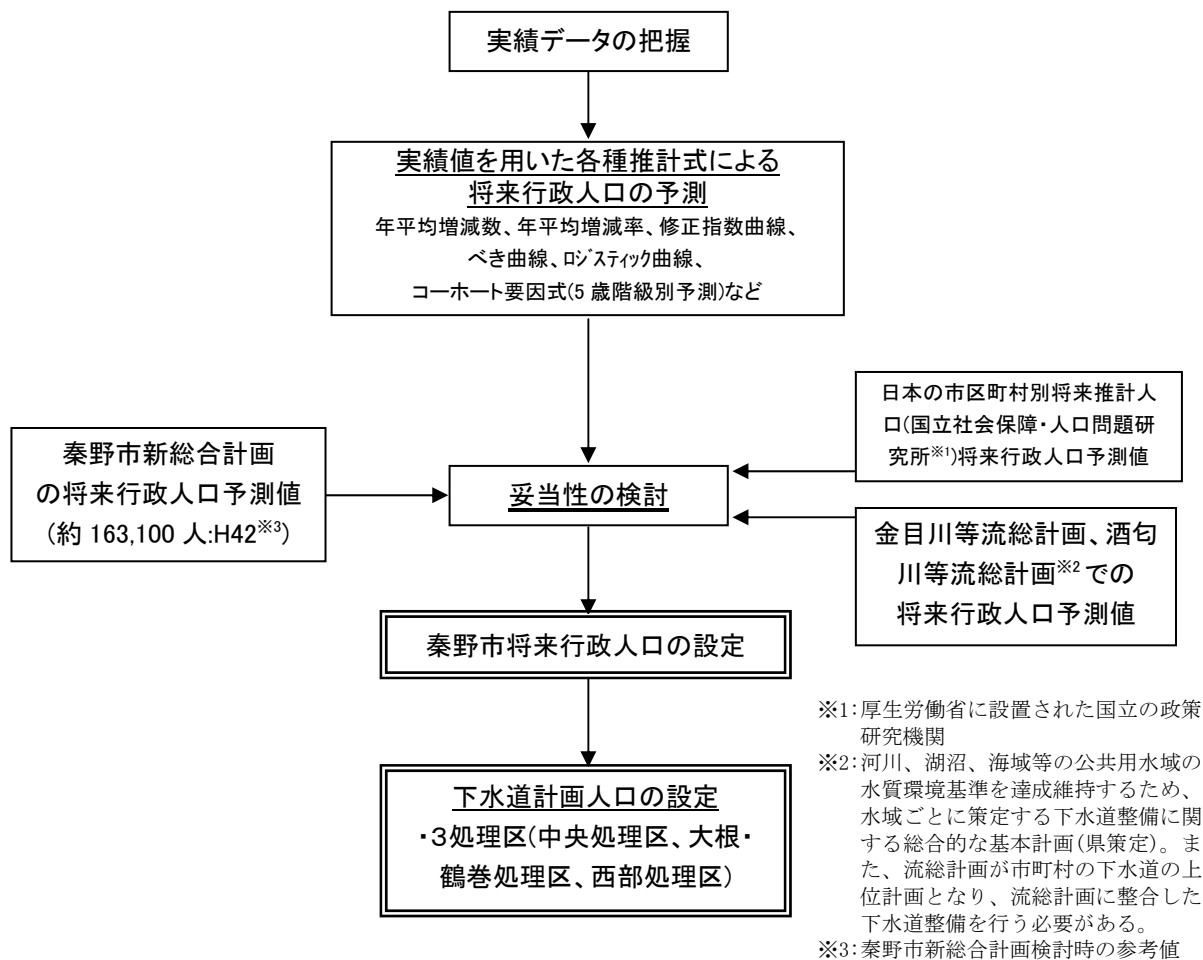 実績データの把握
実績値を用いた各種推計式による
将来行政人口の予測
年平均増減数、年平均増減率、修正指数曲線、
べき曲線、ロジスティック曲線、
コーホート要因式(5 歳階級別予測)など
日本の市区町村別将来推計人
口(国立社会保障・人口問題研
究所※1)将来行政人口予測値
秦野市新総合計画
の将来行政人口予測値
(約 163,100 人:H42※3)
妥当性の検討
金目川等流総計画、酒匂
川等流総計画※2 での
将来行政人口予測値
秦野市将来行政人口の設定
下水道計画人口の設定
・3処理区(中央処理区、大根・
鶴巻処理区、西部処理区)
※1:厚生労働省に設置された国立の政策
研究機関
※2:河川、湖沼、海域等の公共用水域の
水質環境基準を達成維持するため、
水域ごとに策定する下水道整備に関
する総合的な基本計画(県策定)。ま
た、流総計画が市町村の下水道の上
位計画となり、流総計画に整合した
下水道整備を行う必要がある。
※3:秦野市新総合計画検討時の参考値